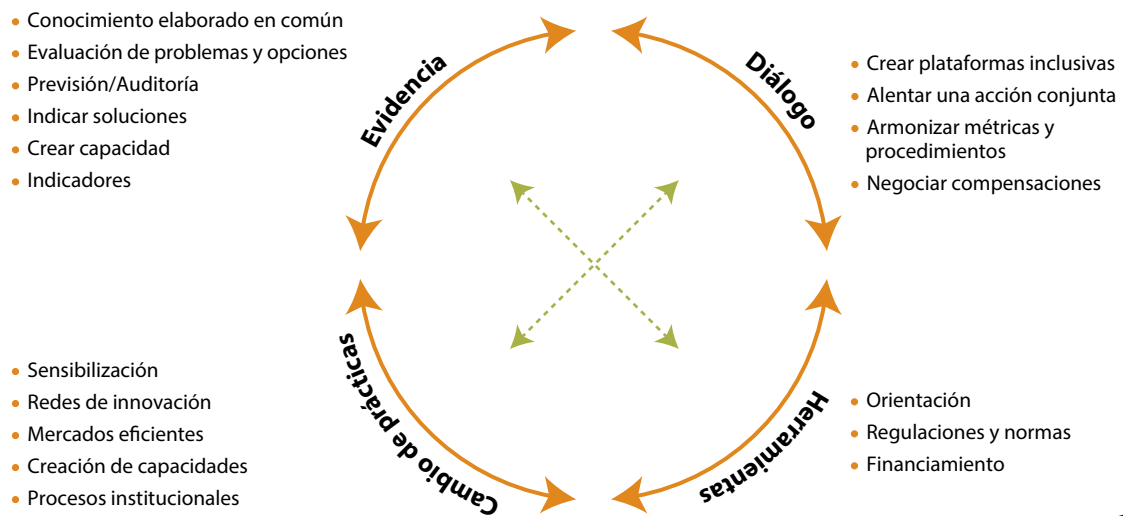 • Conocimiento elaborado en común
• Evaluación de problemas y opciones
• Previsión/Auditoría
• Indicar soluciones
• Crear capacidad
• Indicadores
Evidencia
Diálogo
• Crear plataformas inclusivas
• Alentar una acción conjunta
• Armonizar métricas y
procedimientos
• Negociar compensaciones
• Sensibilización
• Redes de innovación
• Mercados eficientes
• Creación de capacidades
• Procesos institucionales
Cambio de prácticas
Herramientas
• Orientación
• Regulaciones y normas
• Financiamiento